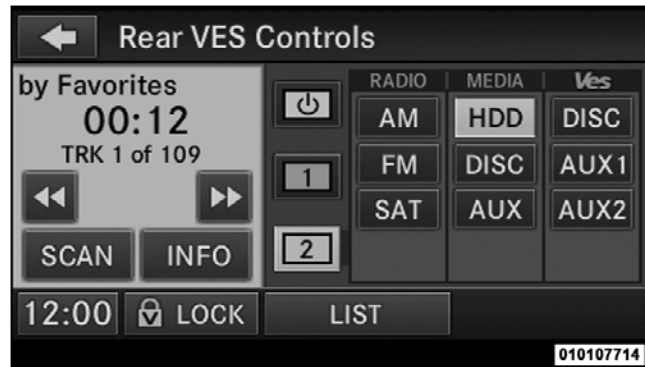 Rear VES Controls
by Favorites
00:12
TRK 1 of 109
SCAN INFO
1
2
RADIO MEDIA Ves
AM HDD DISC
FM DISC AUX1
SAT AUX AUX2
12:00 LOCK LIST
010107714